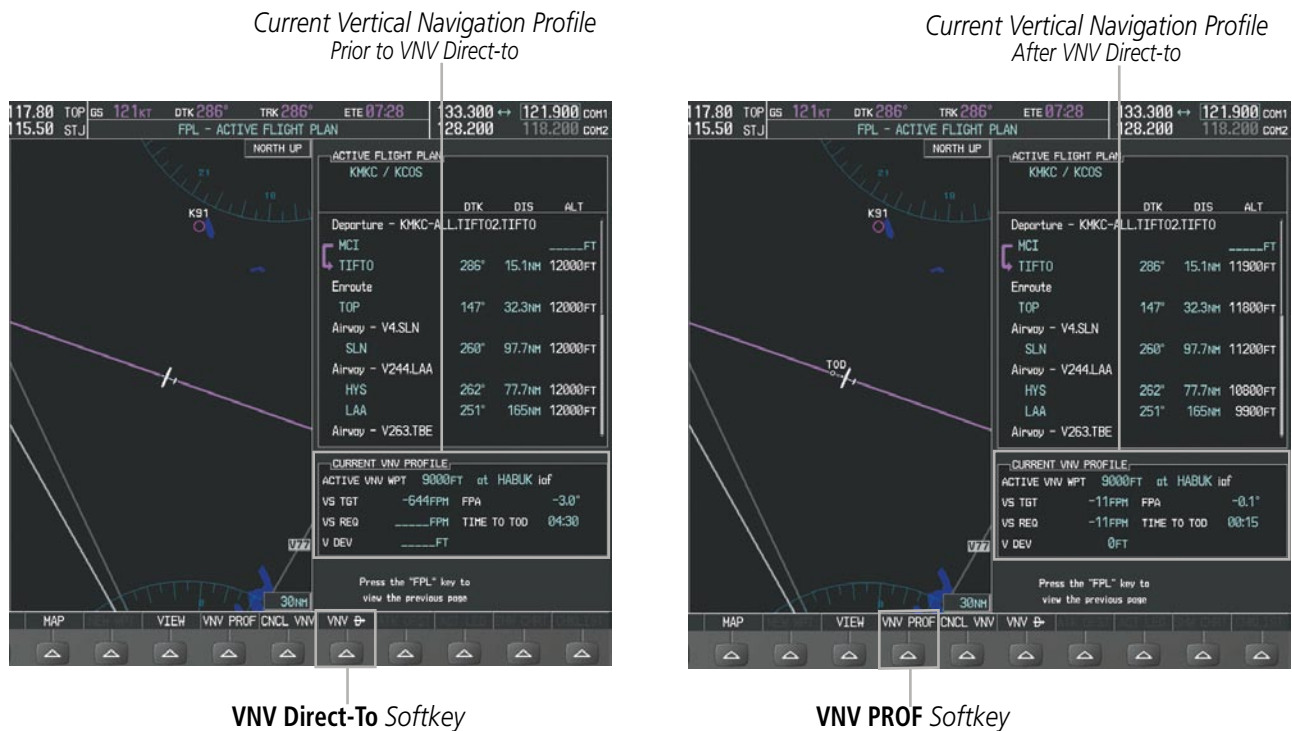 Current Vertical Navigation Profile
Prior to VNV Direct-to
117.80 TOP GS 121KT DTK 286° TRK 286° ETE 07:28 133.300 ↔ 121.900 COM1
115.50 STJ FPL - ACTIVE FLIGHT PLAN 128.200 118.200 COM2
NORTH UP
21
18
K91
V77
30NM
ACTIVE FLIGHT PLAN
KMKC / KCOS
DTK DIS ALT
Departure - KMKC-ALL.TIFTO2.TIFTO
MCI _____FT
TIFTO 286° 15.1NM 12000FT
Enroute
TOP 147° 32.3NM 12000FT
Airway - V4.SLN
SLN 260° 97.7NM 12000FT
Airway - V244.LAA
HYS 262° 77.7NM 12000FT
LAA 251° 165NM 12000FT
Airway - V263.TBE
CURRENT VNV PROFILE
ACTIVE VNV WPT 9000FT at HABUK iaf
VS TGT -644FPM FPA -3.0°
VS REQ _____FPM TIME TO TOD 04:30
V DEV _____FT
Press the "FPL" key to
view the previous page
MAP VIEW VNV PROF CNCL VNV VNV
VNV Direct-To Softkey
Current Vertical Navigation Profile
After VNV Direct-to
117.80 TOP GS 121KT DTK 286° TRK 286° ETE 07:28 133.300 ↔ 121.900 COM1
115.50 STJ FPL - ACTIVE FLIGHT PLAN 128.200 118.200 COM2
NORTH UP
21
18
K91
TOD
V77
30NM
ACTIVE FLIGHT PLAN
KMKC / KCOS
DTK DIS ALT
Departure - KMKC-ALL.TIFTO2.TIFTO
MCI _____FT
TIFTO 286° 15.1NM 11900FT
Enroute
TOP 147° 32.3NM 11800FT
Airway - V4.SLN
SLN 260° 97.7NM 11200FT
Airway - V244.LAA
HYS 262° 77.7NM 10800FT
LAA 251° 165NM 9900FT
Airway - V263.TBE
CURRENT VNV PROFILE
ACTIVE VNV WPT 9000FT at HABUK iaf
VS TGT -11FPM FPA -0.1°
VS REQ -11FPM TIME TO TOD 00:15
V DEV 0FT
Press the "FPL" key to
view the previous page
MAP VIEW VNV PROF CNCL VNV VNV
VNV PROF Softkey